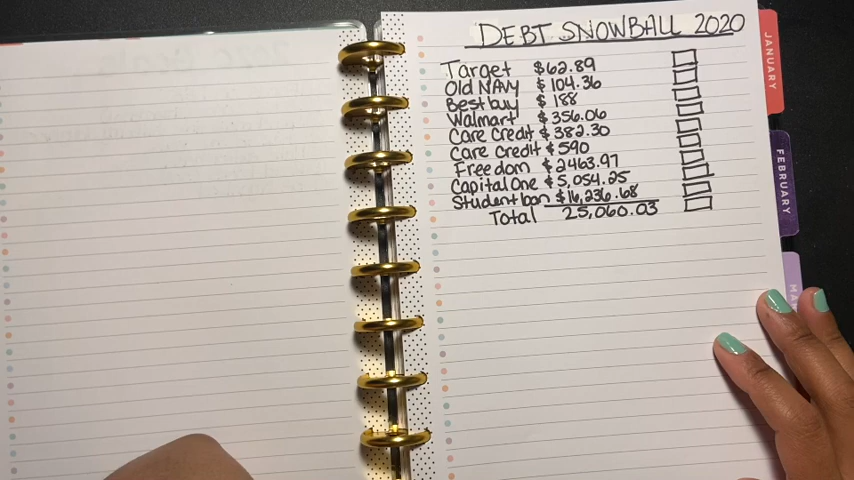 DEBT SNOWBALL 2020
Target $62.89
Old NAVy $104.36
Best buy $188
Walmart $356.06
Care Credit $382.30
Care Credit $590
Freedom $2463.97
Capital One $5,054.25
Student loan $16,236.68
Total 25,060.03
JANUARY
FEBRUARY
MA